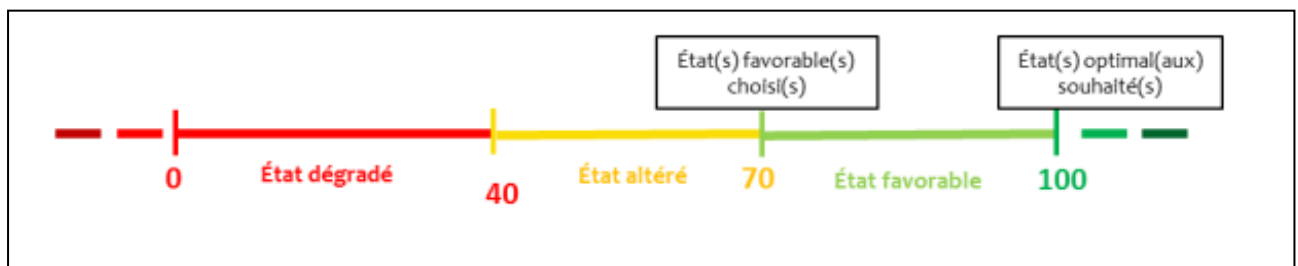 État(s) favorable(s)
choisi(s)
État(s) optimal(aux)
souhaité(s)
0
État dégradé
40
État altéré
70
État favorable
100